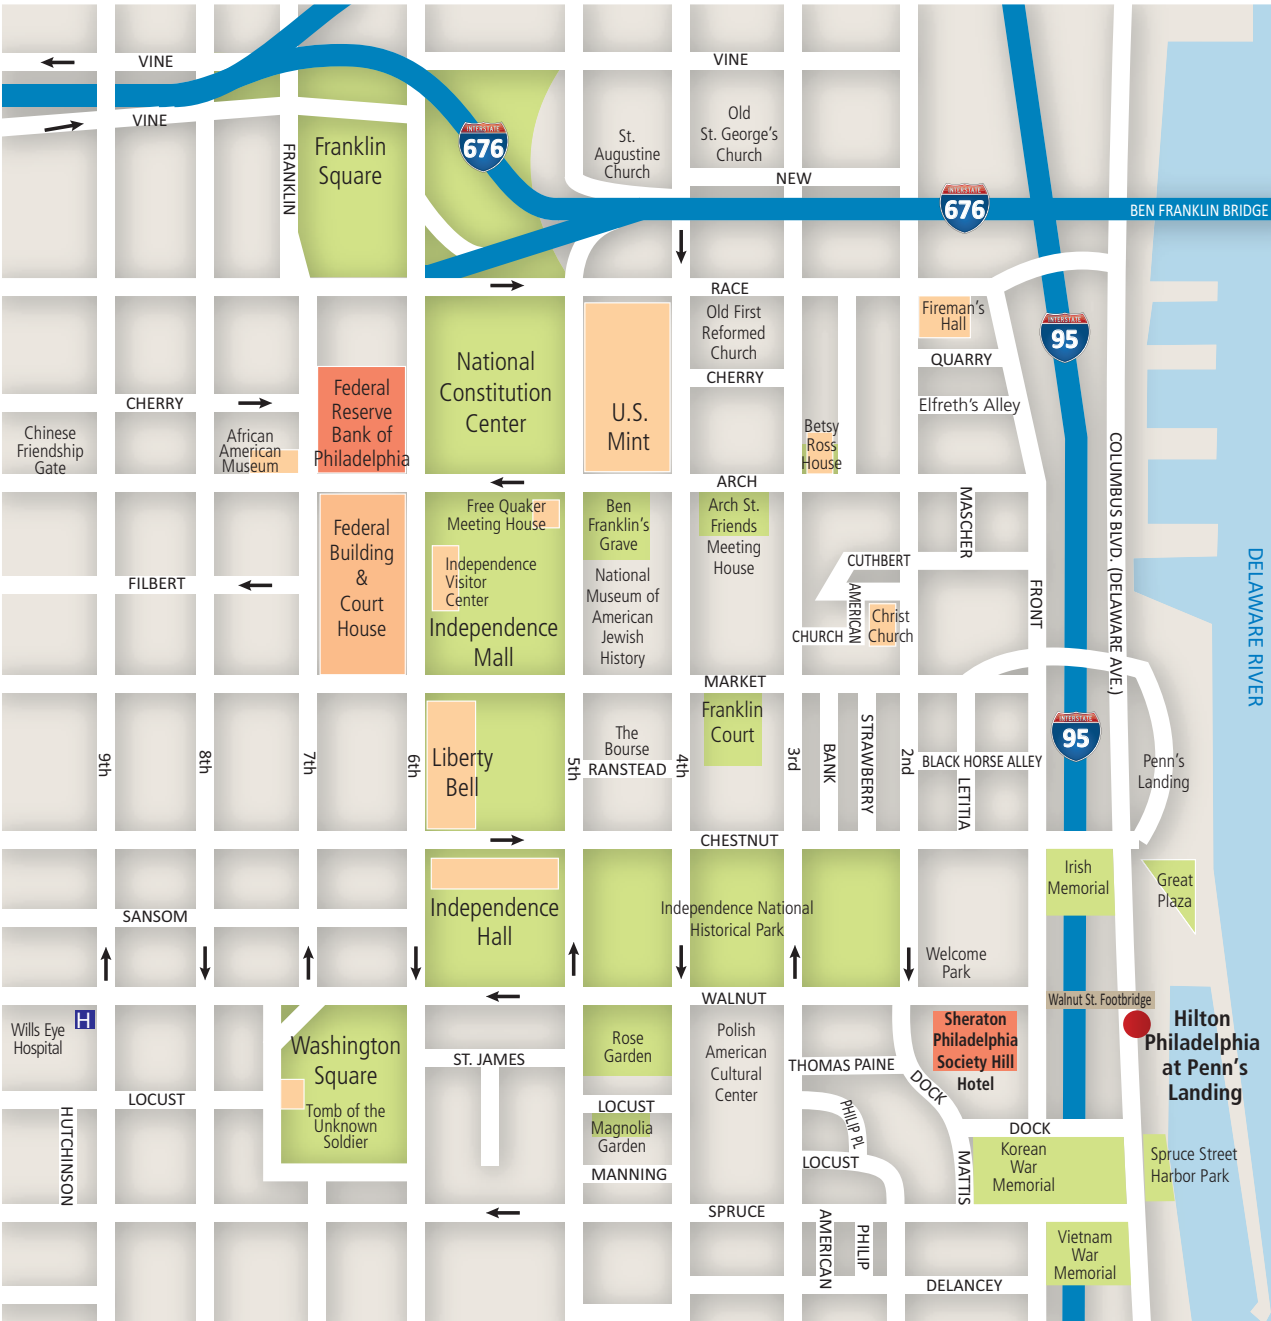 VINE
VINE
VINE
FRANKLIN
Franklin
Square
INTERSTATE
676
St.
Augustine
Church
Old
St. George's
Church
NEW
INTERSTATE
676
BEN FRANKLIN BRIDGE
RACE
National
Constitution
Center
U.S.
Mint
Old First
Reformed
Church
CHERRY
Fireman's
Hall
QUARRY
Elfreth's Alley
INTERSTATE
95
CHERRY
Federal
Reserve
Bank of
Philadelphia
Chinese
Friendship
Gate
African
American
Museum
Betsy
Ross
House
ARCH
COLUMBUS BLVD. (DELAWARE AVE.)
Free Quaker
Meeting House
Ben
Franklin's
Grave
Arch St.
Friends
Meeting
House
MASCHER
Federal
Building
&
Court
House
Independence
Visitor
Center
Independence
Mall
National
Museum of
American
Jewish
History
CUTHBERT
AMERICAN
CHURCH
Christ
Church
FRONT
DELAWARE RIVER
FILBERT
MARKET
9th
8th
7th
6th
Liberty
Bell
5th
The
Bourse
RANSTEAD
4th
Franklin
Court
3rd
BANK
STRAWBERRY
2nd
BLACK HORSE ALLEY
LETITIA
INTERSTATE
95
Penn's
Landing
CHESTNUT
Independence
Hall
Independence National
Historical Park
Irish
Memorial
Great
Plaza
SANSOM
Welcome
Park
WALNUT
Walnut St. Footbridge
Wills Eye
Hospital
H
Washington
Square
Tomb of the
Unknown
Soldier
ST. JAMES
Rose
Garden
Polish
American
Cultural
Center
THOMAS PAINE
DOCK
Sheraton
Philadelphia
Society Hill
Hotel
Hilton
Philadelphia
at Penn's
Landing
LOCUST
HUTCHINSON
LOCUST
Magnolia
Garden
MANNING
PHILIP PL
LOCUST
MATTIS
DOCK
Korean
War
Memorial
Spruce Street
Harbor Park
SPRUCE
AMERICAN
PHILIP
DELANCEY
Vietnam
War
Memorial